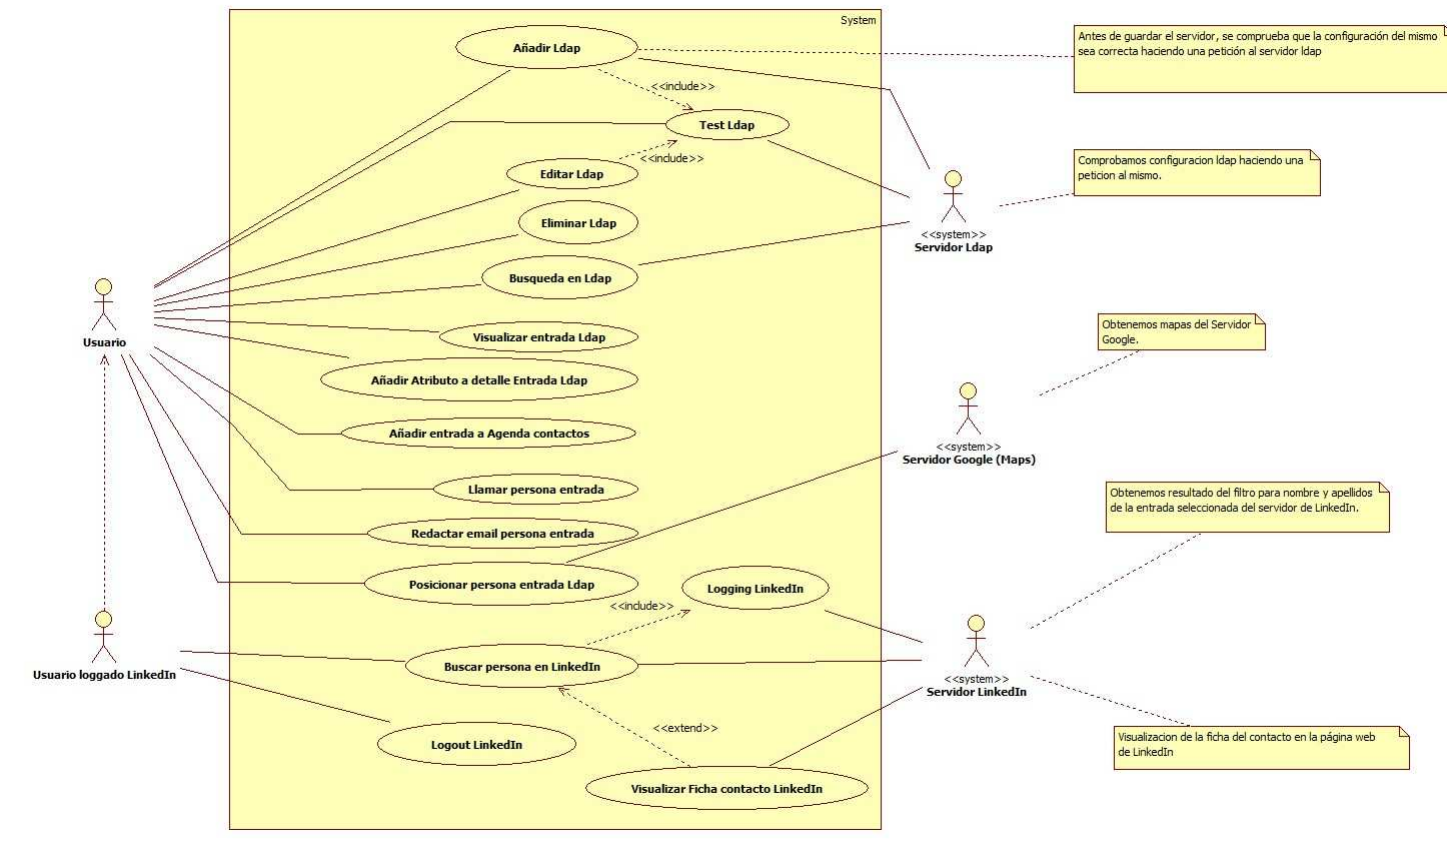 System
Añadir Ldap
Antes de guardar el servidor, se comprueba que la configuración del mismo
sea correcta haciendo una petición al servidor ldap
<<include>>
Test Ldap
<<include>>
Editar Ldap
Comprobamos configuracion ldap haciendo una
peticion al mismo.
Eliminar Ldap
<<system>>
Servidor Ldap
Busqueda en Ldap
Usuario
Visualizar entrada Ldap
Obtenemos mapas del Servidor
Google.
Añadir Atributo a detalle Entrada Ldap
Añadir entrada a Agenda contactos
<<system>>
Servidor Google (Maps)
Llamar persona entrada
Obtenemos resultado del filtro para nombre y apellidos
de la entrada seleccionada del servidor de LinkedIn.
Redactar email persona entrada
Posicionar persona entrada Ldap
Logging LinkedIn
<<include>>
Usuario loggado LinkedIn
Buscar persona en LinkedIn
<<system>>
Servidor LinkedIn
<<extend>>
Logout LinkedIn
Visualizacion de la ficha del contacto en la página web
de LinkedIn
Visualizar Ficha contacto LinkedIn